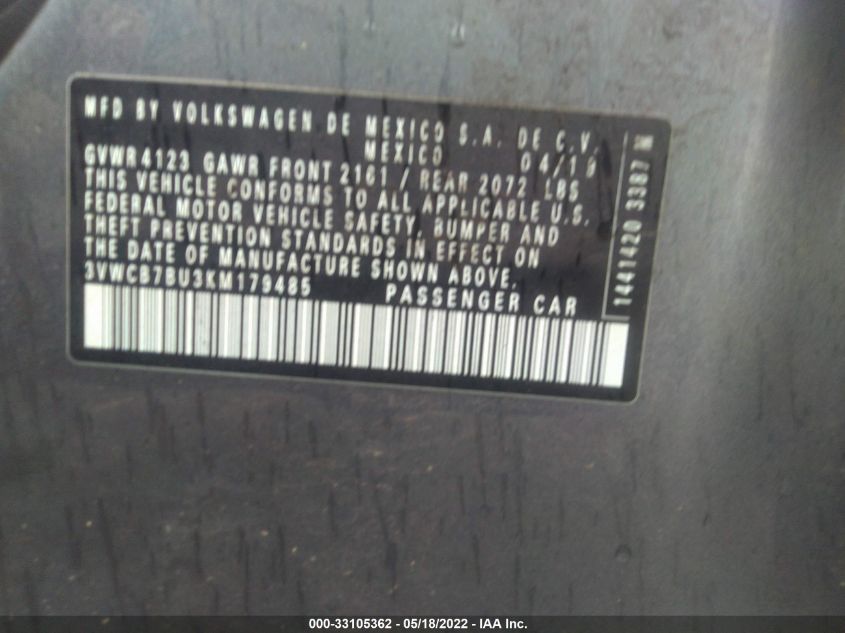 MFD BY VOLKSWAGEN DE MEXICO S.A. DE C.V.
MEXICO 04/19
GVWR 4123 GAWR FRONT 2161 / REAR 2072 LBS
THIS VEHICLE CONFORMS TO ALL APPLICABLE U.S.
FEDERAL MOTOR VEHICLE SAFETY, BUMPER AND
THEFT PREVENTION STANDARDS IN EFFECT ON
THE DATE OF MANUFACTURE SHOWN ABOVE.
3VWCB7BU3KM179485 PASSENGER CAR
1441420 3387 M
000-33105362 - 05/18/2022 - IAA Inc.